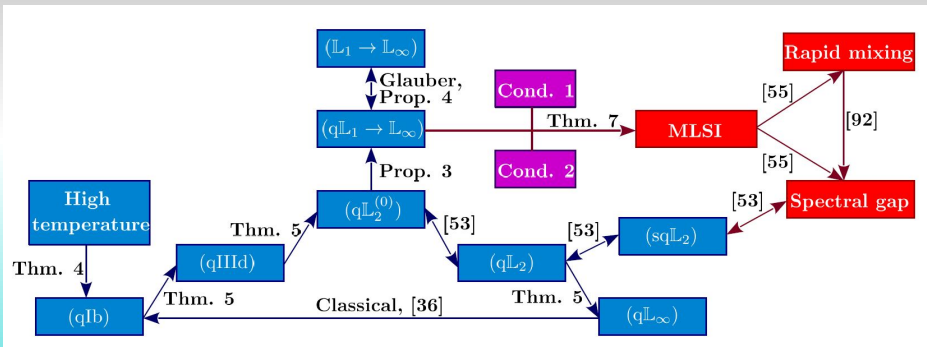 (𝕃₁ → 𝕃∞)
Rapid mixing
Glauber,
Prop. 4
Cond. 1
[55]
(q𝕃₁ → 𝕃∞)
Thm. 7
MLSI
[92]
Prop. 3
Cond. 2
[55]
High
temperature
(q𝕃₂⁽⁰⁾)
[53]
Spectral gap
Thm. 5
[53]
[53]
(sq𝕃₂)
(qIIId)
(q𝕃₂)
Thm. 4
Thm. 5
Thm. 5
Classical, [36]
(qIb)
(q𝕃∞)